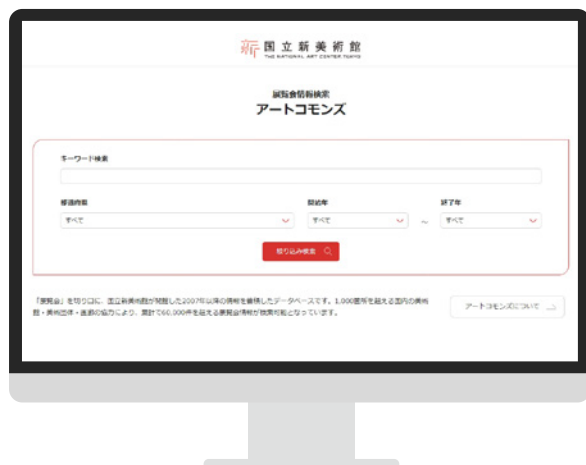 新 国立新美術館
THE NATIONAL ART CENTER, TOKYO
展覧会情報検索
アートコモンズ
キーワード検索
都道府県 開始年 終了年
すべて すべて ~ すべて
絞り込み検索
「展覧会」を切り口に、国立新美術館が開館した2007年以降の情報を蓄積したデータベースです。1,000箇所を越える国内の美術
館・美術団体・画廊の協力により、累計で60,000件を越える展覧会情報が検索可能となっています。
アートコモンズについて